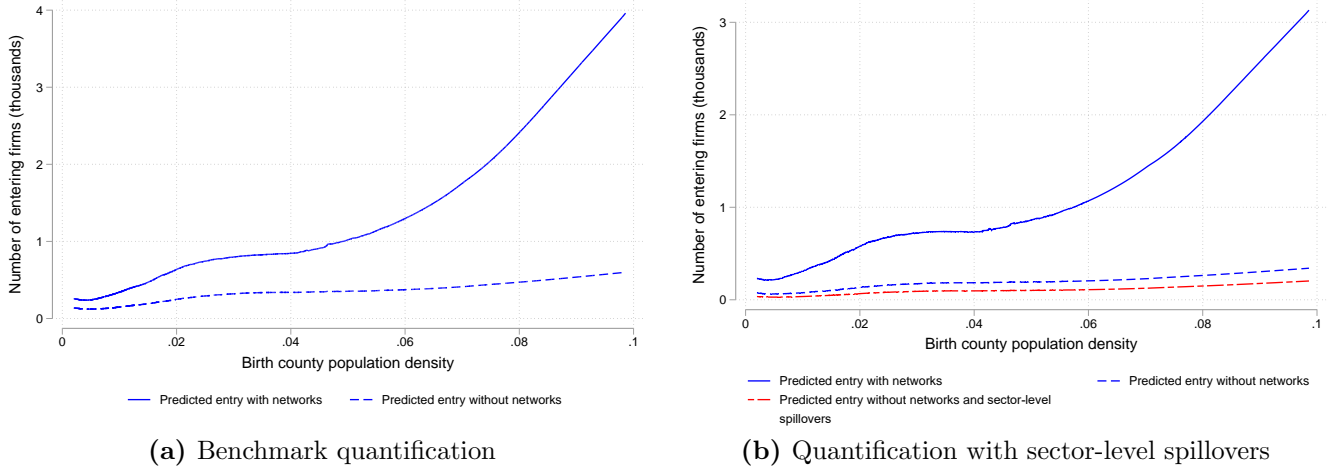 4
3
2
1
0
Number of entering firms (thousands)
0 .02 .04 .06 .08 .1
Birth county population density
Predicted entry with networks Predicted entry without networks
(a) Benchmark quantification
3
2
1
0
Number of entering firms (thousands)
0 .02 .04 .06 .08 .1
Birth county population density
Predicted entry with networks Predicted entry without networks
Predicted entry without networks and sector-level
spillovers
(b) Quantification with sector-level spillovers